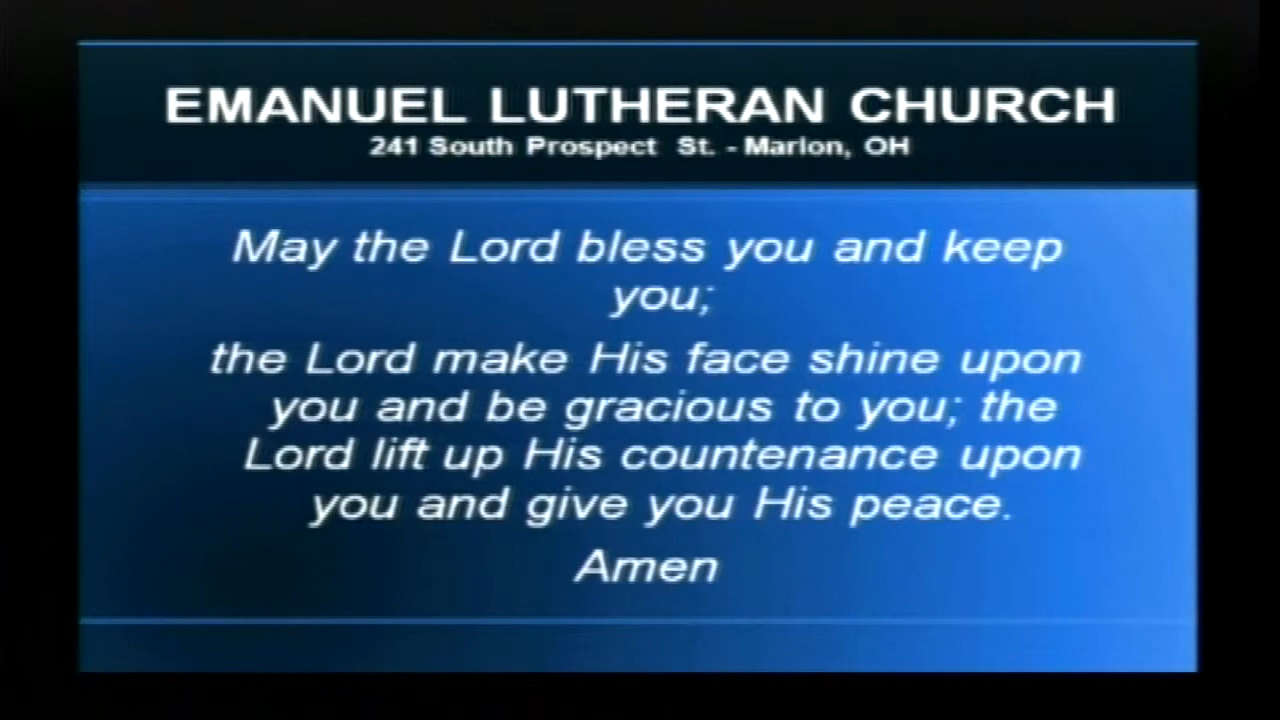 EMANUEL LUTHERAN CHURCH
241 South Prospect St. - Marion, OH
May the Lord bless you and keep
you;
the Lord make His face shine upon
you and be gracious to you; the
Lord lift up His countenance upon
you and give you His peace.
Amen